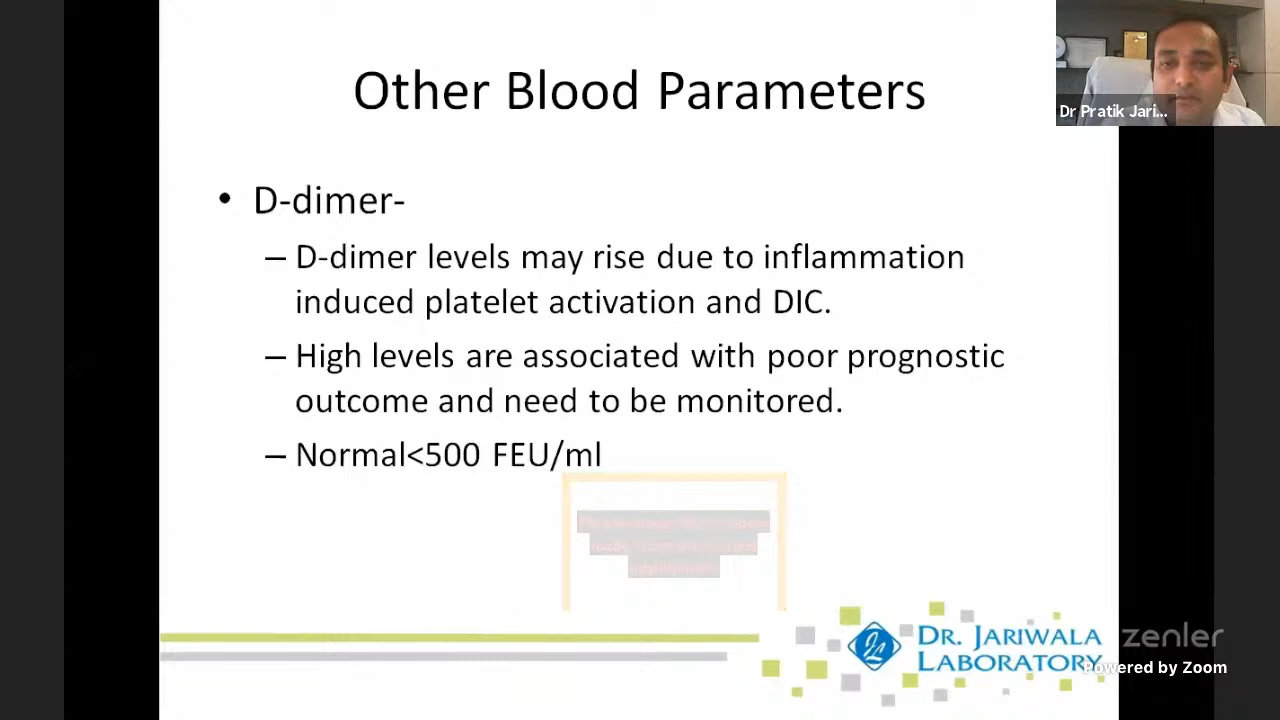 Other Blood Parameters
Dr Pratik Jari...
• D-dimer-
– D-dimer levels may rise due to inflammation
induced platelet activation and DIC.
– High levels are associated with poor prognostic
outcome and need to be monitored.
– Normal<500 FEU/ml
DR. JARIWALA
LABORATORY
zenler
Powered by Zoom